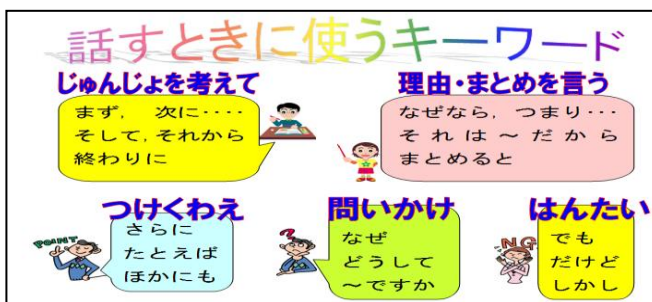 話すときに使うキーワード
じゅんじょを考えて
まず，次に‥‥
そして，それから
終わりに
理由・まとめを言う
なぜなら，つまり‥‥
それは～だから
まとめると
つけくわえ
POINT
さらに
たとえば
ほかにも
問いかけ
?
なぜ
どうして
～ですか
はんたい
NG
でも
だけど
しかし